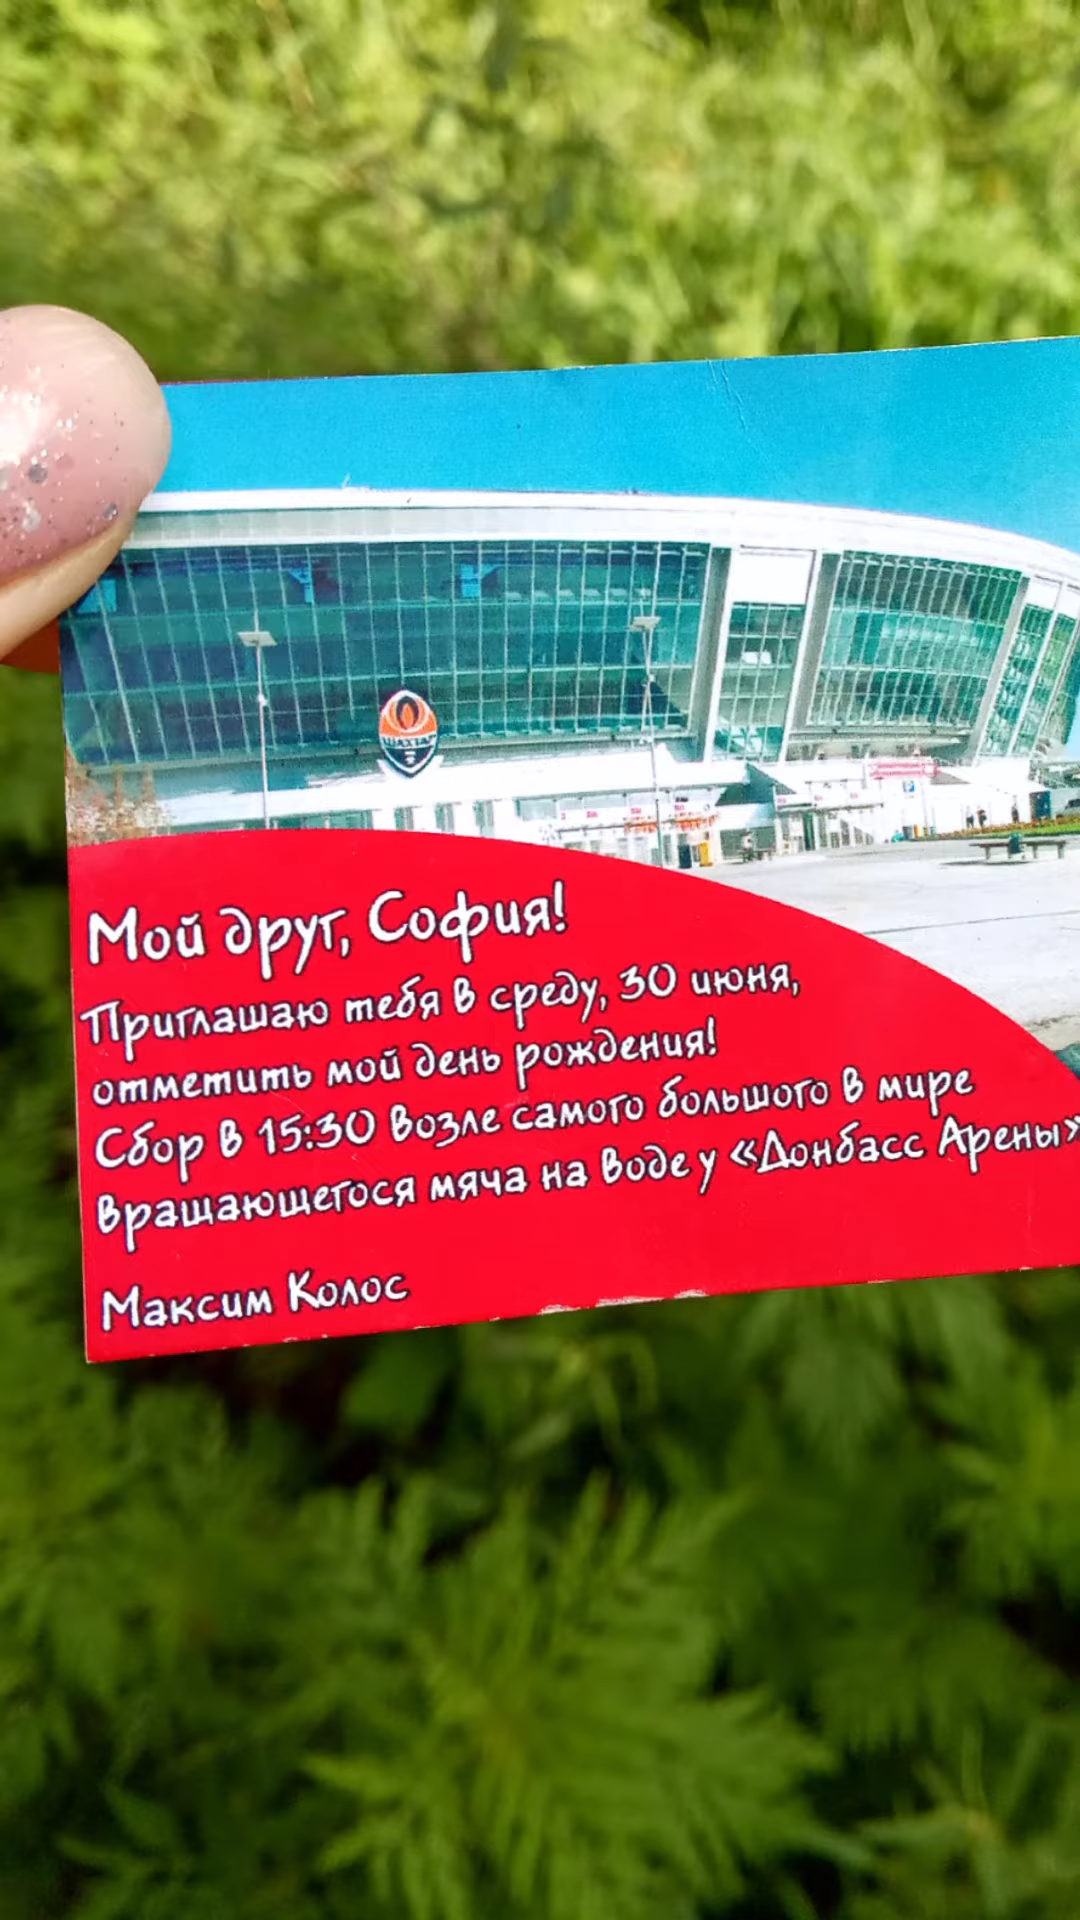 ШАХТАР
Мой друг, София!
Приглашаю тебя в среду, 30 июня,
отметить мой день рождения!
Сбор в 15:30 возле самого большого в мире
вращающегося мяча на воде у «Донбасс Арены»
Максим Колос